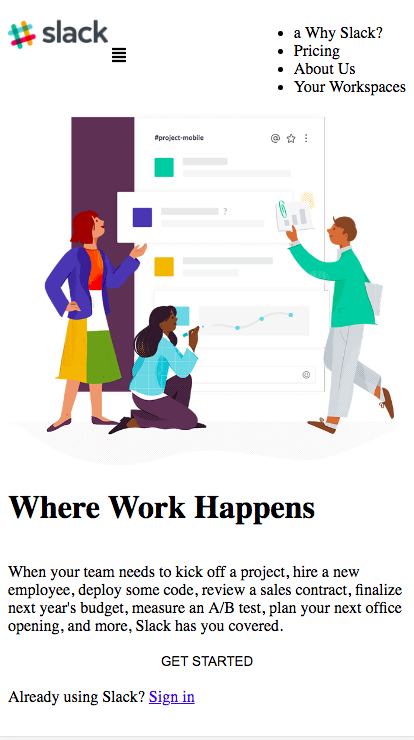 slack
a Why Slack?
Pricing
About Us
Your Workspaces
#project-mobile
?
Where Work Happens
When your team needs to kick off a project, hire a new
employee, deploy some code, review a sales contract, finalize
next year's budget, measure an A/B test, plan your next office
opening, and more, Slack has you covered.
GET STARTED
Already using Slack? Sign in